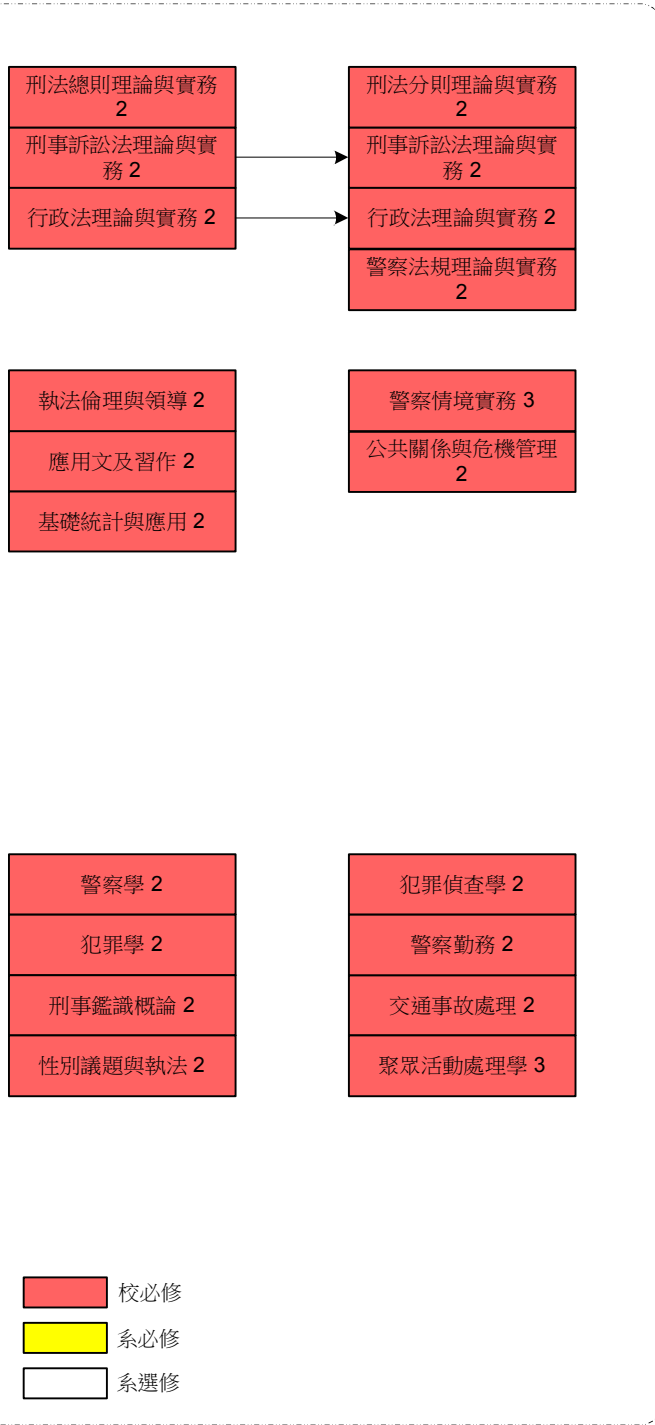 刑法總則理論與實務
2
刑事訴訟法理論與實
務 2
行政法理論與實務 2
刑法分則理論與實務
2
刑事訴訟法理論與實
務 2
行政法理論與實務 2
警察法規理論與實務
2
執法倫理與領導 2
應用文及習作 2
基礎統計與應用 2
警察情境實務 3
公共關係與危機管理
2
警察學 2
犯罪學 2
刑事鑑識概論 2
性別議題與執法 2
犯罪偵查學 2
警察勤務 2
交通事故處理 2
聚眾活動處理學 3
校必修
系必修
系選修